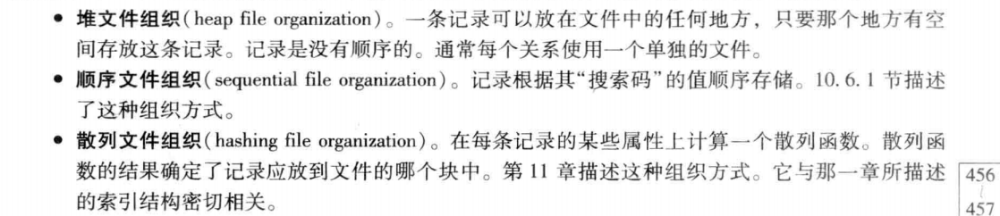 • 堆文件组织(heap file organization)。一条记录可以放在文件中的任何地方，只要那个地方有空
间存放这条记录。记录是没有顺序的。通常每个关系使用一个单独的文件。
• 顺序文件组织(sequential file organization)。记录根据其“搜索码”的值顺序存储。10.6.1 节描述
了这种组织方式。
• 散列文件组织(hashing file organization)。在每条记录的某些属性上计算一个散列函数。散列函
数的结果确定了记录应放到文件的哪个块中。第 11 章描述这种组织方式。它与那一章所描述
的索引结构密切相关。
456
~
457